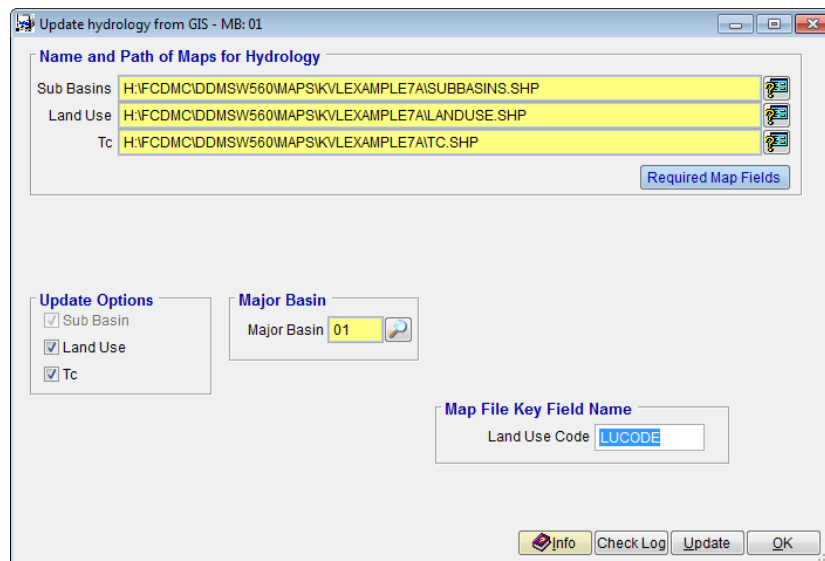 Update hydrology from GIS - MB: 01
Name and Path of Maps for Hydrology
Sub Basins H:\FCDMC\DDMSW560\MAPS\KVLEXAMPLE7A\SUBBASINS.SHP
Land Use H:\FCDMC\DDMSW560\MAPS\KVLEXAMPLE7A\LANDUSE.SHP
Tc H:\FCDMC\DDMSW560\MAPS\KVLEXAMPLE7A\TC.SHP
Required Map Fields
Update Options
Sub Basin
Land Use
Tc
Major Basin
Major Basin 01
Map File Key Field Name
Land Use Code LUCODE
Info Check Log Update OK